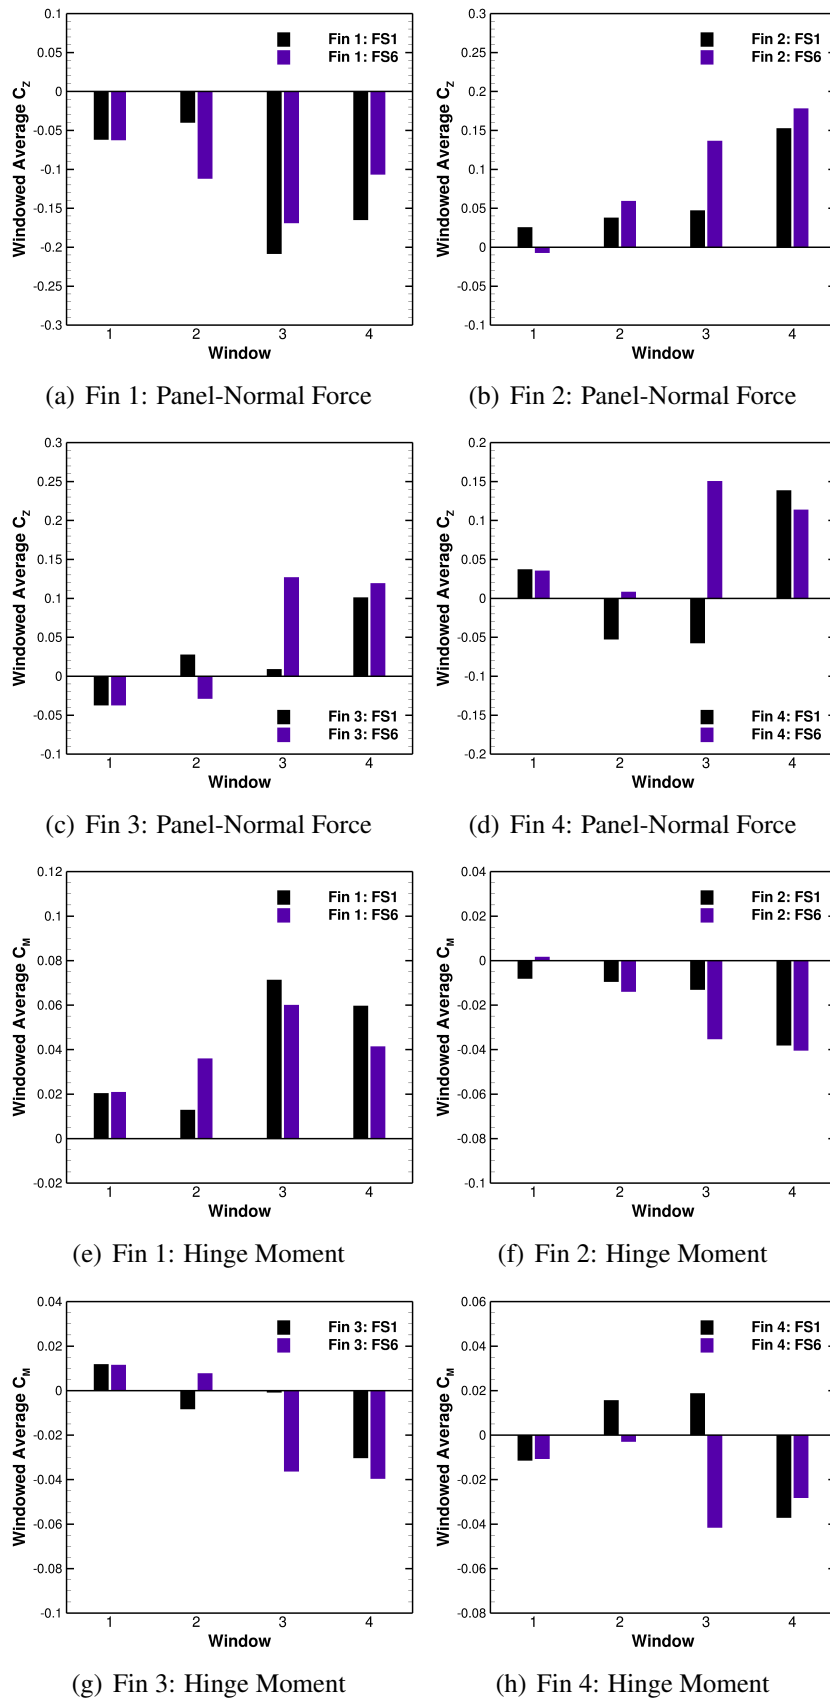 Windowed Average C_Z
0.1
0.05
0
-0.05
-0.1
-0.15
-0.2
-0.25
-0.3
Fin 1: FS1
Fin 1: FS6
1 2 3 4
Window
(a) Fin 1: Panel-Normal Force
Windowed Average C_Z
0.3
0.25
0.2
0.15
0.1
0.05
0
-0.05
-0.1
Fin 2: FS1
Fin 2: FS6
1 2 3 4
Window
(b) Fin 2: Panel-Normal Force
Windowed Average C_Z
0.3
0.25
0.2
0.15
0.1
0.05
0
-0.05
-0.1
Fin 3: FS1
Fin 3: FS6
1 2 3 4
Window
(c) Fin 3: Panel-Normal Force
Windowed Average C_Z
0.2
0.15
0.1
0.05
0
-0.05
-0.1
-0.15
-0.2
Fin 4: FS1
Fin 4: FS6
1 2 3 4
Window
(d) Fin 4: Panel-Normal Force
Windowed Average C_M
0.12
0.1
0.08
0.06
0.04
0.02
0
-0.02
Fin 1: FS1
Fin 1: FS6
1 2 3 4
Window
(e) Fin 1: Hinge Moment
Windowed Average C_M
0.04
0.02
0
-0.02
-0.04
-0.06
-0.08
-0.1
Fin 2: FS1
Fin 2: FS6
1 2 3 4
Window
(f) Fin 2: Hinge Moment
Windowed Average C_M
0.04
0.02
0
-0.02
-0.04
-0.06
-0.08
-0.1
Fin 3: FS1
Fin 3: FS6
1 2 3 4
Window
(g) Fin 3: Hinge Moment
Windowed Average C_M
0.06
0.04
0.02
0
-0.02
-0.04
-0.06
-0.08
Fin 4: FS1
Fin 4: FS6
1 2 3 4
Window
(h) Fin 4: Hinge Moment